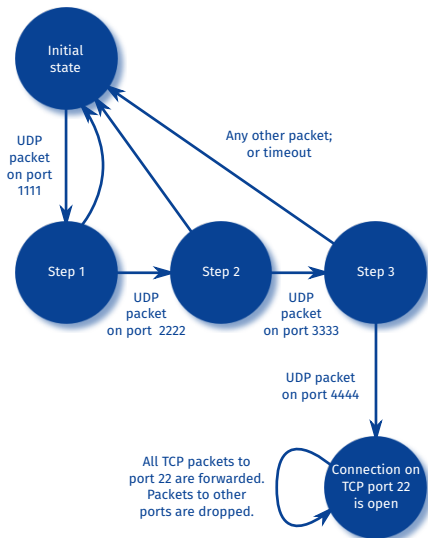 Initial
state
UDP
packet
on port
1111
Any other packet;
or timeout
Step 1
Step 2
Step 3
UDP
packet
on port 2222
UDP
packet
on port 3333
UDP packet
on port 4444
All TCP packets to
port 22 are forwarded.
Packets to other
ports are dropped.
Connection on
TCP port 22
is open